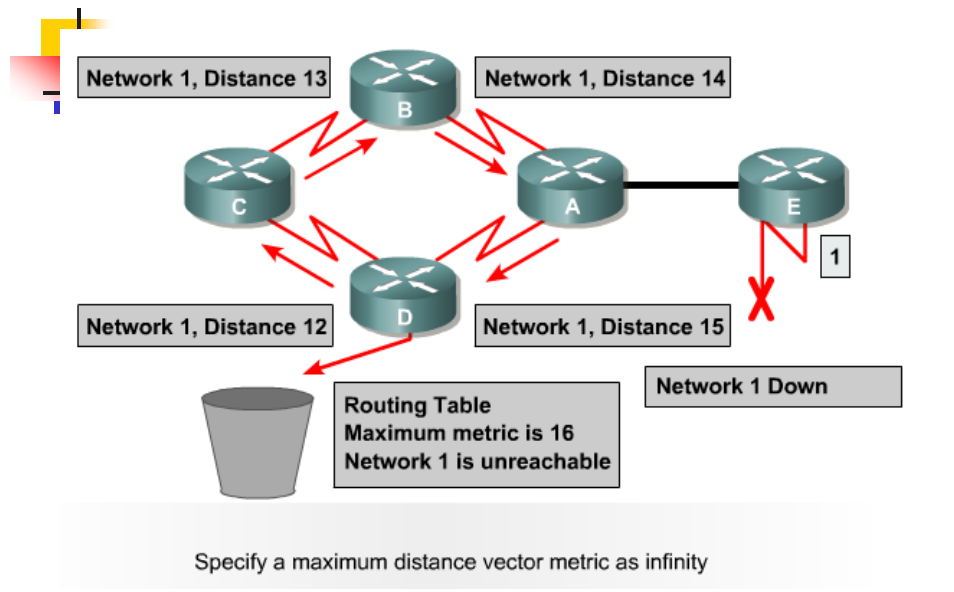 Network 1, Distance 13
Network 1, Distance 14
B
C
A
E
1
D
Network 1, Distance 12
Network 1, Distance 15
Network 1 Down
Routing Table
Maximum metric is 16
Network 1 is unreachable
Specify a maximum distance vector metric as infinity